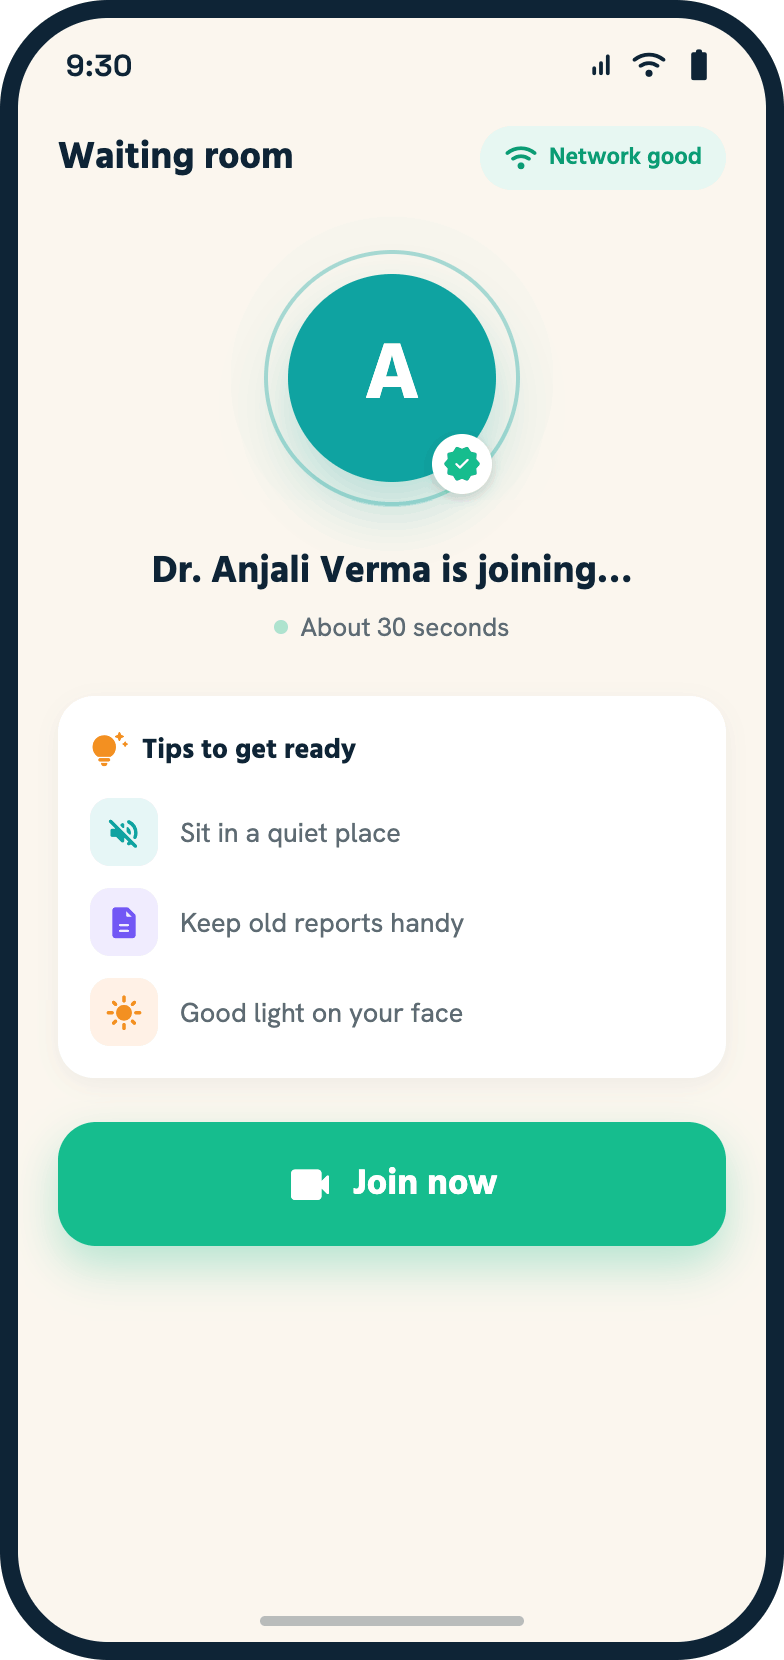 9:30
Waiting room
Network good
A
Dr. Anjali Verma is joining...
About 30 seconds
Tips to get ready
Sit in a quiet place
Keep old reports handy
Good light on your face
Join now